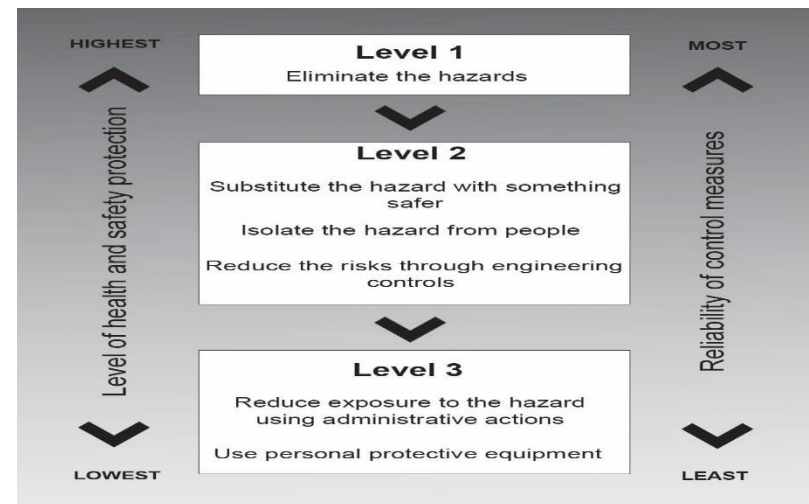 HIGHEST
Level 1
MOST
Eliminate the hazards
Level of health and safety protection
Level 2
Substitute the hazard with something
safer
Isolate the hazard from people
Reduce the risks through engineering
controls
Reliability of control measures
Level 3
Reduce exposure to the hazard
using administrative actions
Use personal protective equipment
LOWEST
LEAST